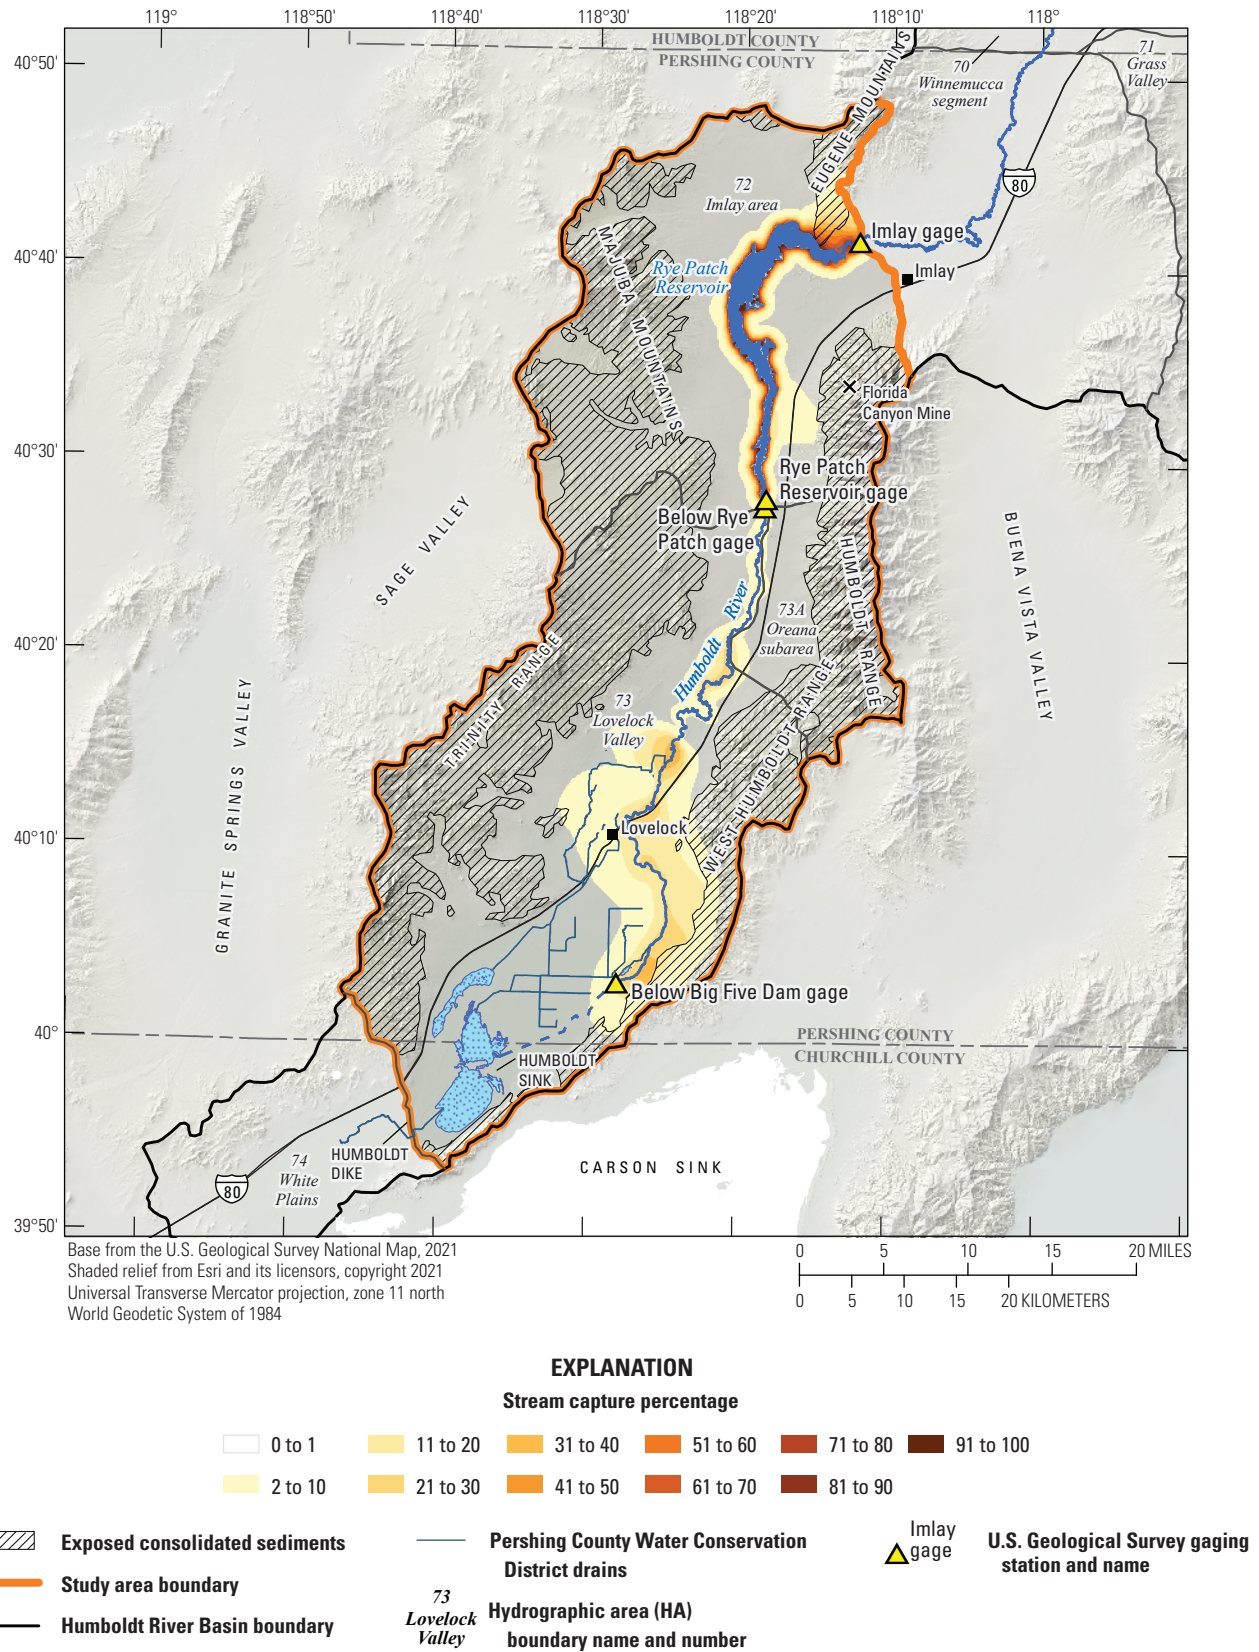 119°
118°50'
118°40'
118°30'
118°20'
118°10'
118°
40°50'
40°40'
40°30'
40°20'
40°10'
40°
39°50'
HUMBOLDT COUNTY
PERSHING COUNTY
70
Winnemucca
segment
71
Grass
Valley
80
EUGENE MOUNTAINS
72
Imlay area
Imlay gage
Imlay
Rye Patch
Reservoir
MAJUBA MOUNTAINS
Florida
Canyon Mine
Rye Patch
Reservoir gage
Below Rye
Patch gage
SAGE VALLEY
BUENA VISTA VALLEY
HUMBOLDT RANGE
Humboldt River
73A
Oreana
subarea
TRINITY RANGE
73
Lovelock
Valley
WEST HUMBOLDT RANGE
GRANITE SPRINGS VALLEY
Lovelock
Below Big Five Dam gage
PERSHING COUNTY
CHURCHILL COUNTY
HUMBOLDT
SINK
HUMBOLDT
DIKE
74
White
Plains
80
CARSON SINK
Base from the U.S. Geological Survey National Map, 2021
Shaded relief from Esri and its licensors, copyright 2021
Universal Transverse Mercator projection, zone 11 north
World Geodetic System of 1984
0 5 10 15 20 MILES
0 5 10 15 20 KILOMETERS
EXPLANATION
Stream capture percentage
0 to 1
11 to 20
31 to 40
51 to 60
71 to 80
91 to 100
2 to 10
21 to 30
41 to 50
61 to 70
81 to 90
Exposed consolidated sediments
Study area boundary
Humboldt River Basin boundary
Pershing County Water Conservation
District drains
73
Lovelock
Valley
Hydrographic area (HA)
boundary name and number
Imlay
gage
U.S. Geological Survey gaging
station and name